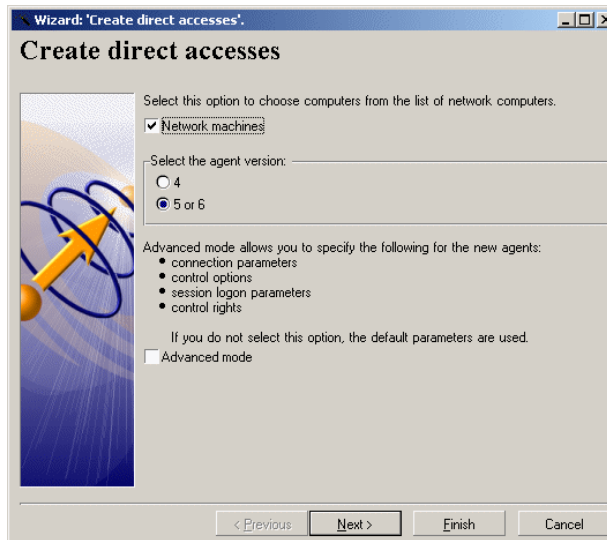 Wizard: 'Create direct accesses'.
Create direct accesses
Select this option to choose computers from the list of network computers.
Network machines
Select the agent version:
4
5 or 6
Advanced mode allows you to specify the following for the new agents:
• connection parameters
• control options
• session logon parameters
• control rights
If you do not select this option, the default parameters are used.
Advanced mode
< Previous Next > Finish Cancel